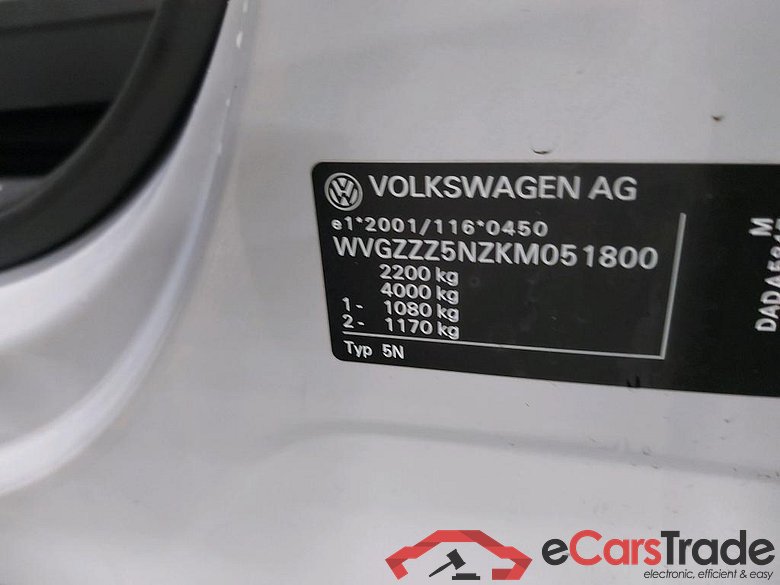 VOLKSWAGEN AG
e1*2001/116*0450
WVGZZZ5NZKM051800
2200 kg
4000 kg
1- 1080 kg
2- 1170 kg
Typ 5N
M
eCarsTrade
electronic, efficient & easy